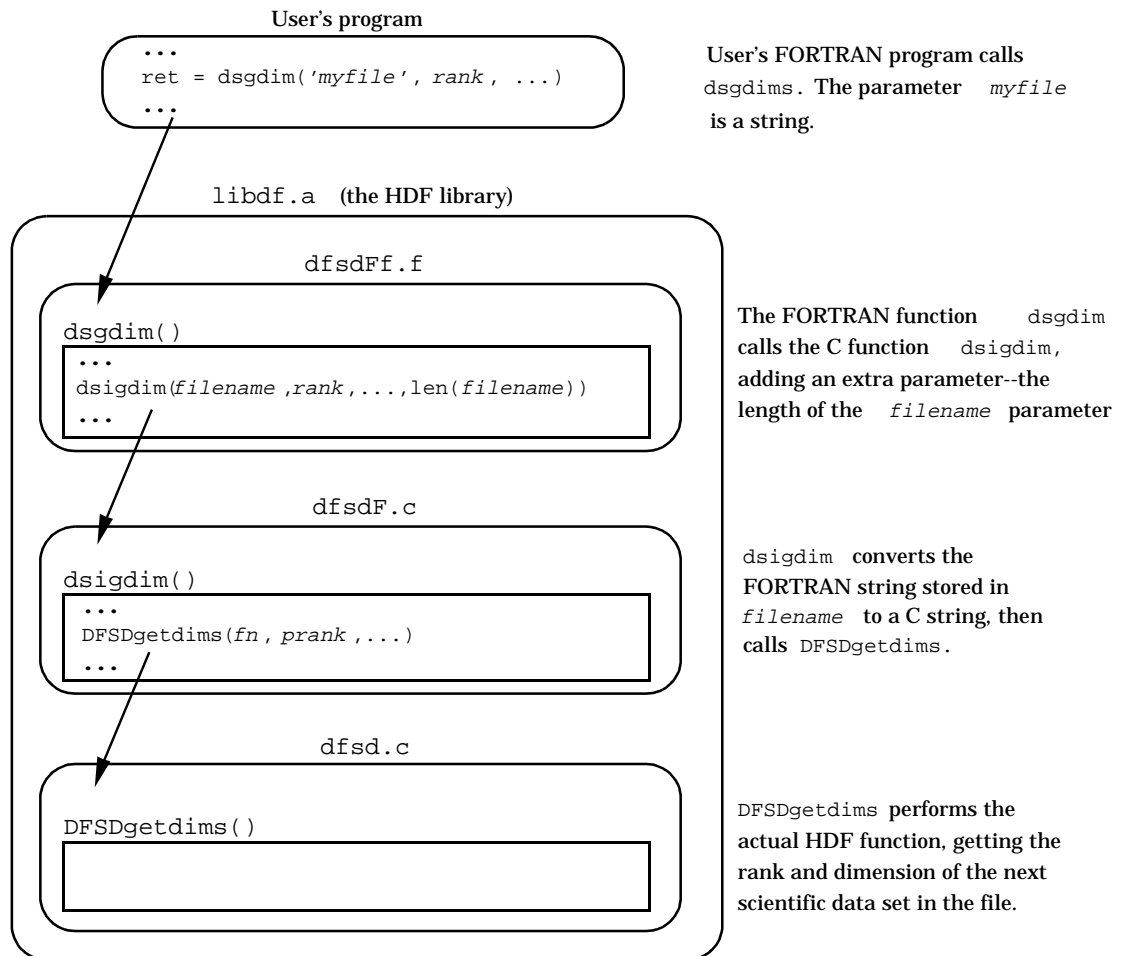 User's program
...
ret = dsgdim('myfile', rank, ...)
...
User's FORTRAN program calls
dsgdims. The parameter myfile
is a string.
libdf.a (the HDF library)
dfsdFf.f
dsgdim()
...
dsigdim(filename,rank,...,len(filename))
...
The FORTRAN function dsgdim
calls the C function dsigdim,
adding an extra parameter--the
length of the filename parameter
dfsdF.c
dsigdim()
...
DFSDgetdims(fn, prank,...)
...
dsigdim converts the
FORTRAN string stored in
filename to a C string, then
calls DFSDgetdims.
dfsd.c
DFSDgetdims()
DFSDgetdims performs the
actual HDF function, getting the
rank and dimension of the next
scientific data set in the file.